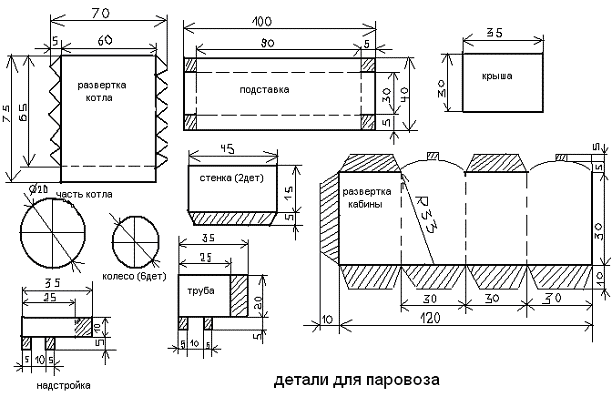 70
5
60
75
65
развертка
котла
100
90
5
подставка
30
40
5
35
30
крыша
45
стенка (2дет)
15
5
5
5
развертка
кабины
R33
30
10
30
30
30
10
120
часть котла
Ø20
колесо (6дет)
35
25
10
5
5
10
5
надстройка
35
25
труба
20
5
5
10
5
детали для паровоза